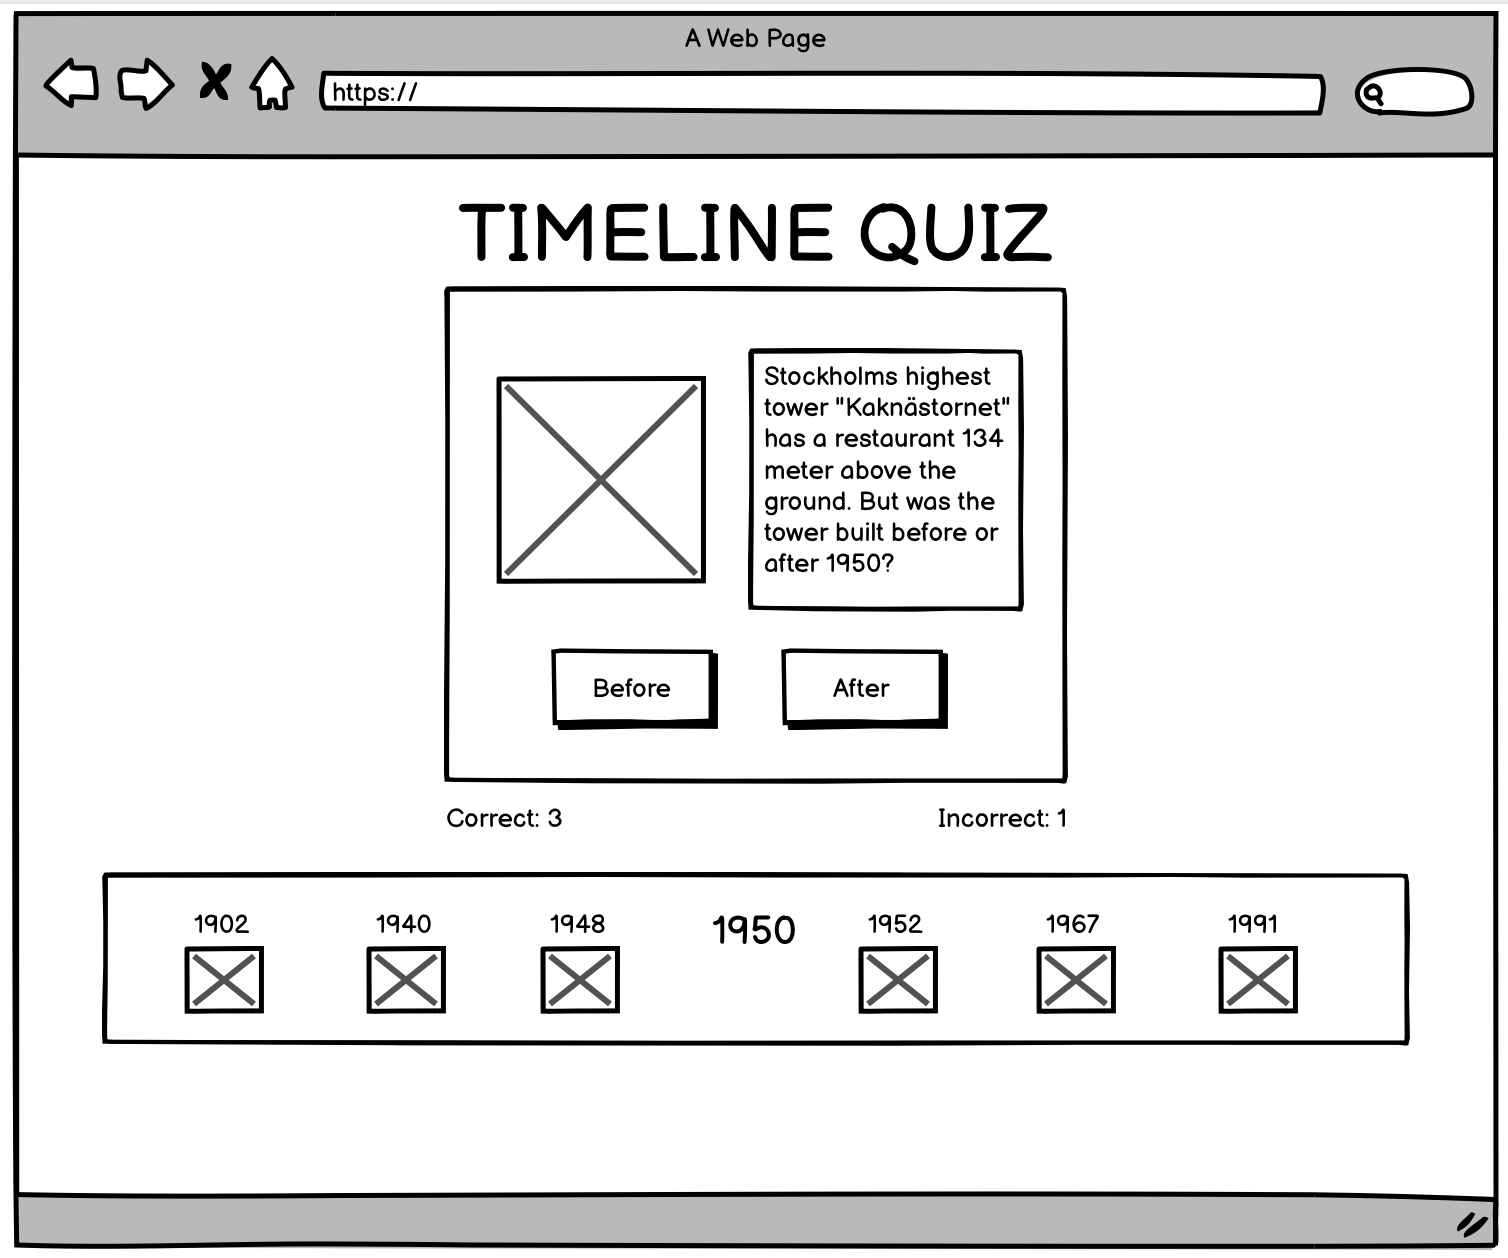 A Web Page
https://
TIMELINE QUIZ
Stockholms highest
tower "Kaknästornet"
has a restaurant 134
meter above the
ground. But was the
tower built before or
after 1950?
Before After
Correct: 3 Incorrect: 1
1902 1940 1948 1950 1952 1967 1991